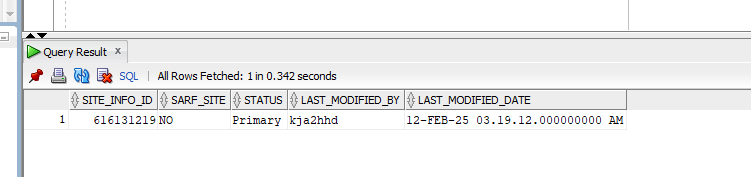 Query Result x
SQL | All Rows Fetched: 1 in 0.342 seconds
SITE_INFO_ID SARF_SITE STATUS LAST_MODIFIED_BY LAST_MODIFIED_DATE
1 616131219 NO Primary kja2hhd 12-FEB-25 03.19.12.000000000 AM